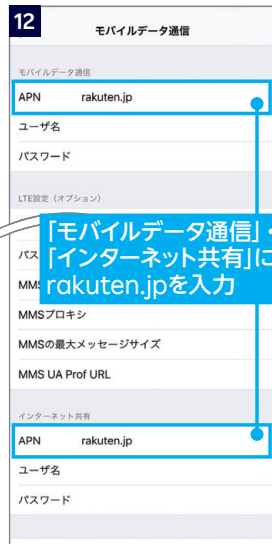 12
モバイルデータ通信
モバイルデータ通信
APN rakuten.jp
ユーザ名
パスワード
LTE設定（オプション）
「モバイルデータ通信」・
「インターネット共有」に
rakuten.jpを入力
パス
MMS
MMSプロキシ
MMSの最大メッセージサイズ
MMS UA Prof URL
インターネット共有
APN rakuten.jp
ユーザ名
パスワード